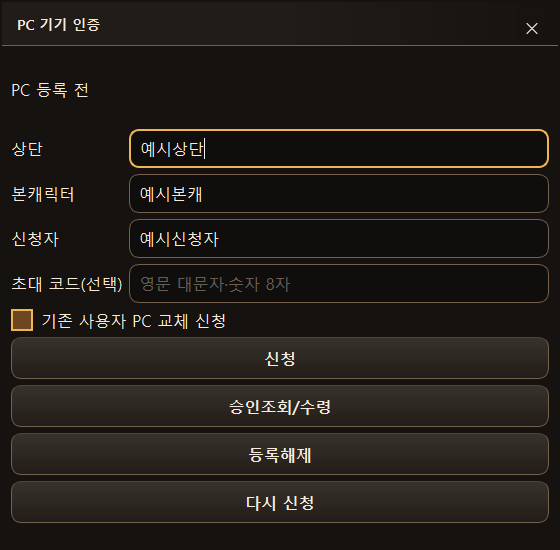 PC 기기 인증
PC 등록 전
상단 예시상단
본캐릭터 예시본캐
신청자 예시신청자
초대 코드(선택) 영문 대문자·숫자 8자
기존 사용자 PC 교체 신청
신청
승인조회/수령
등록해제
다시 신청